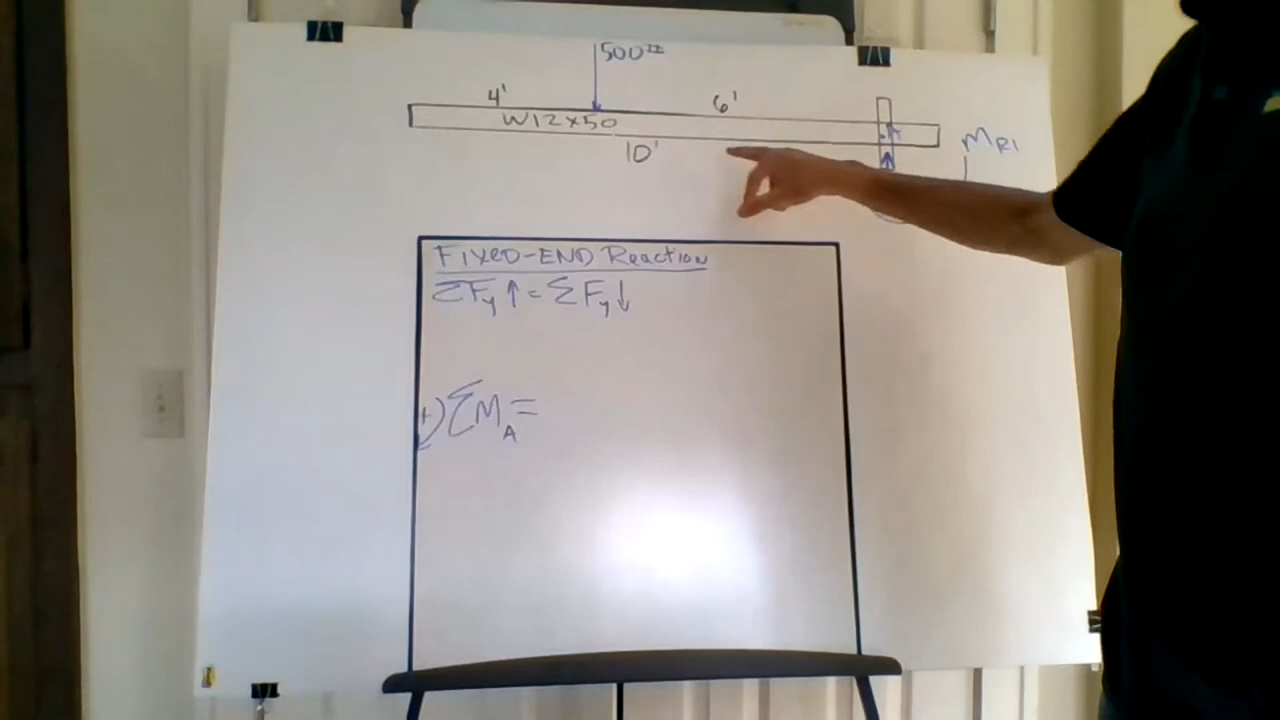 500#
4'
6'
W12x50
10'
MR1
FIXED-END Reaction
ΣFy↑ = ΣFy↓
+) ΣMA =